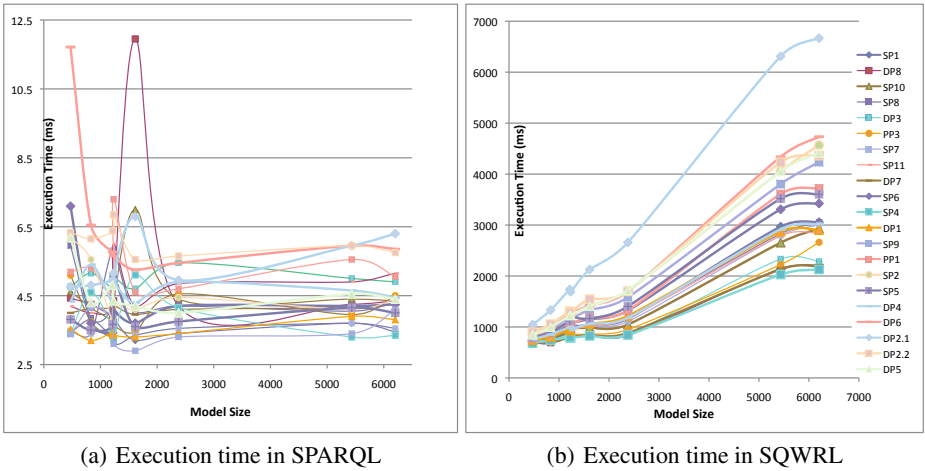 12.5
10.5
8.5
6.5
4.5
2.5
Execution Time (ms)
0 1000 2000 3000 4000 5000 6000
Model Size
7000
6000
5000
4000
3000
2000
1000
0
Execution Time (ms)
0 1000 2000 3000 4000 5000 6000 7000
Model Size
SP1
DP8
SP10
SP8
DP3
PP3
SP7
SP11
DP7
SP6
SP4
DP1
SP9
PP1
SP2
SP5
DP4
DP6
DP2.1
DP2.2
DP5
(a) Execution time in SPARQL
(b) Execution time in SQWRL